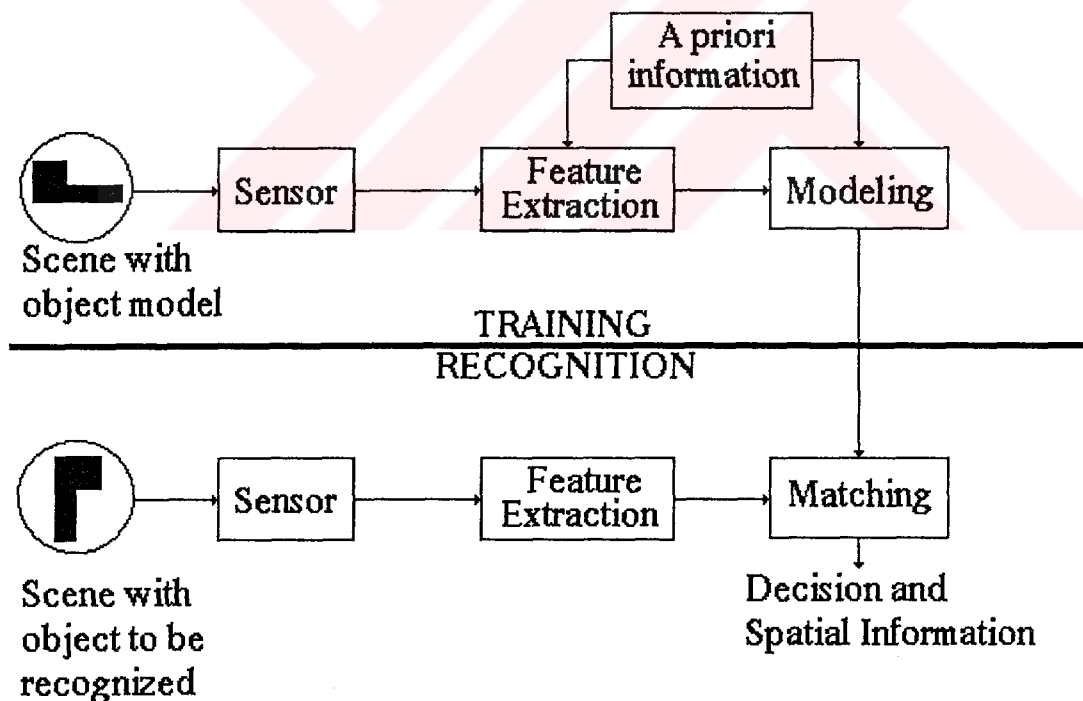 A priori
information
Sensor
Feature
Extraction
Modeling
Scene with
object model
TRAINING
RECOGNITION
Sensor
Feature
Extraction
Matching
Scene with
object to be
recognized
Decision and
Spatial Information